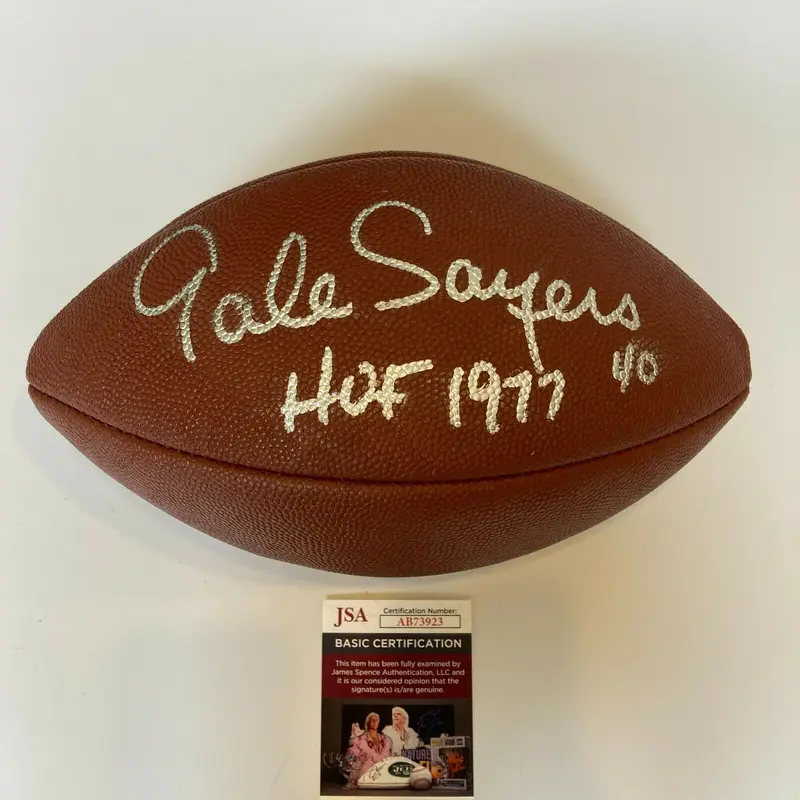 Gale Sayers
HOF 1977 40
JSA
Certification Number:
AB73923
BASIC CERTIFICATION
This item has been fully examined by
James Spence Authentication, LLC and
it is our considered opinion that the
signature(s) is/are genuine.